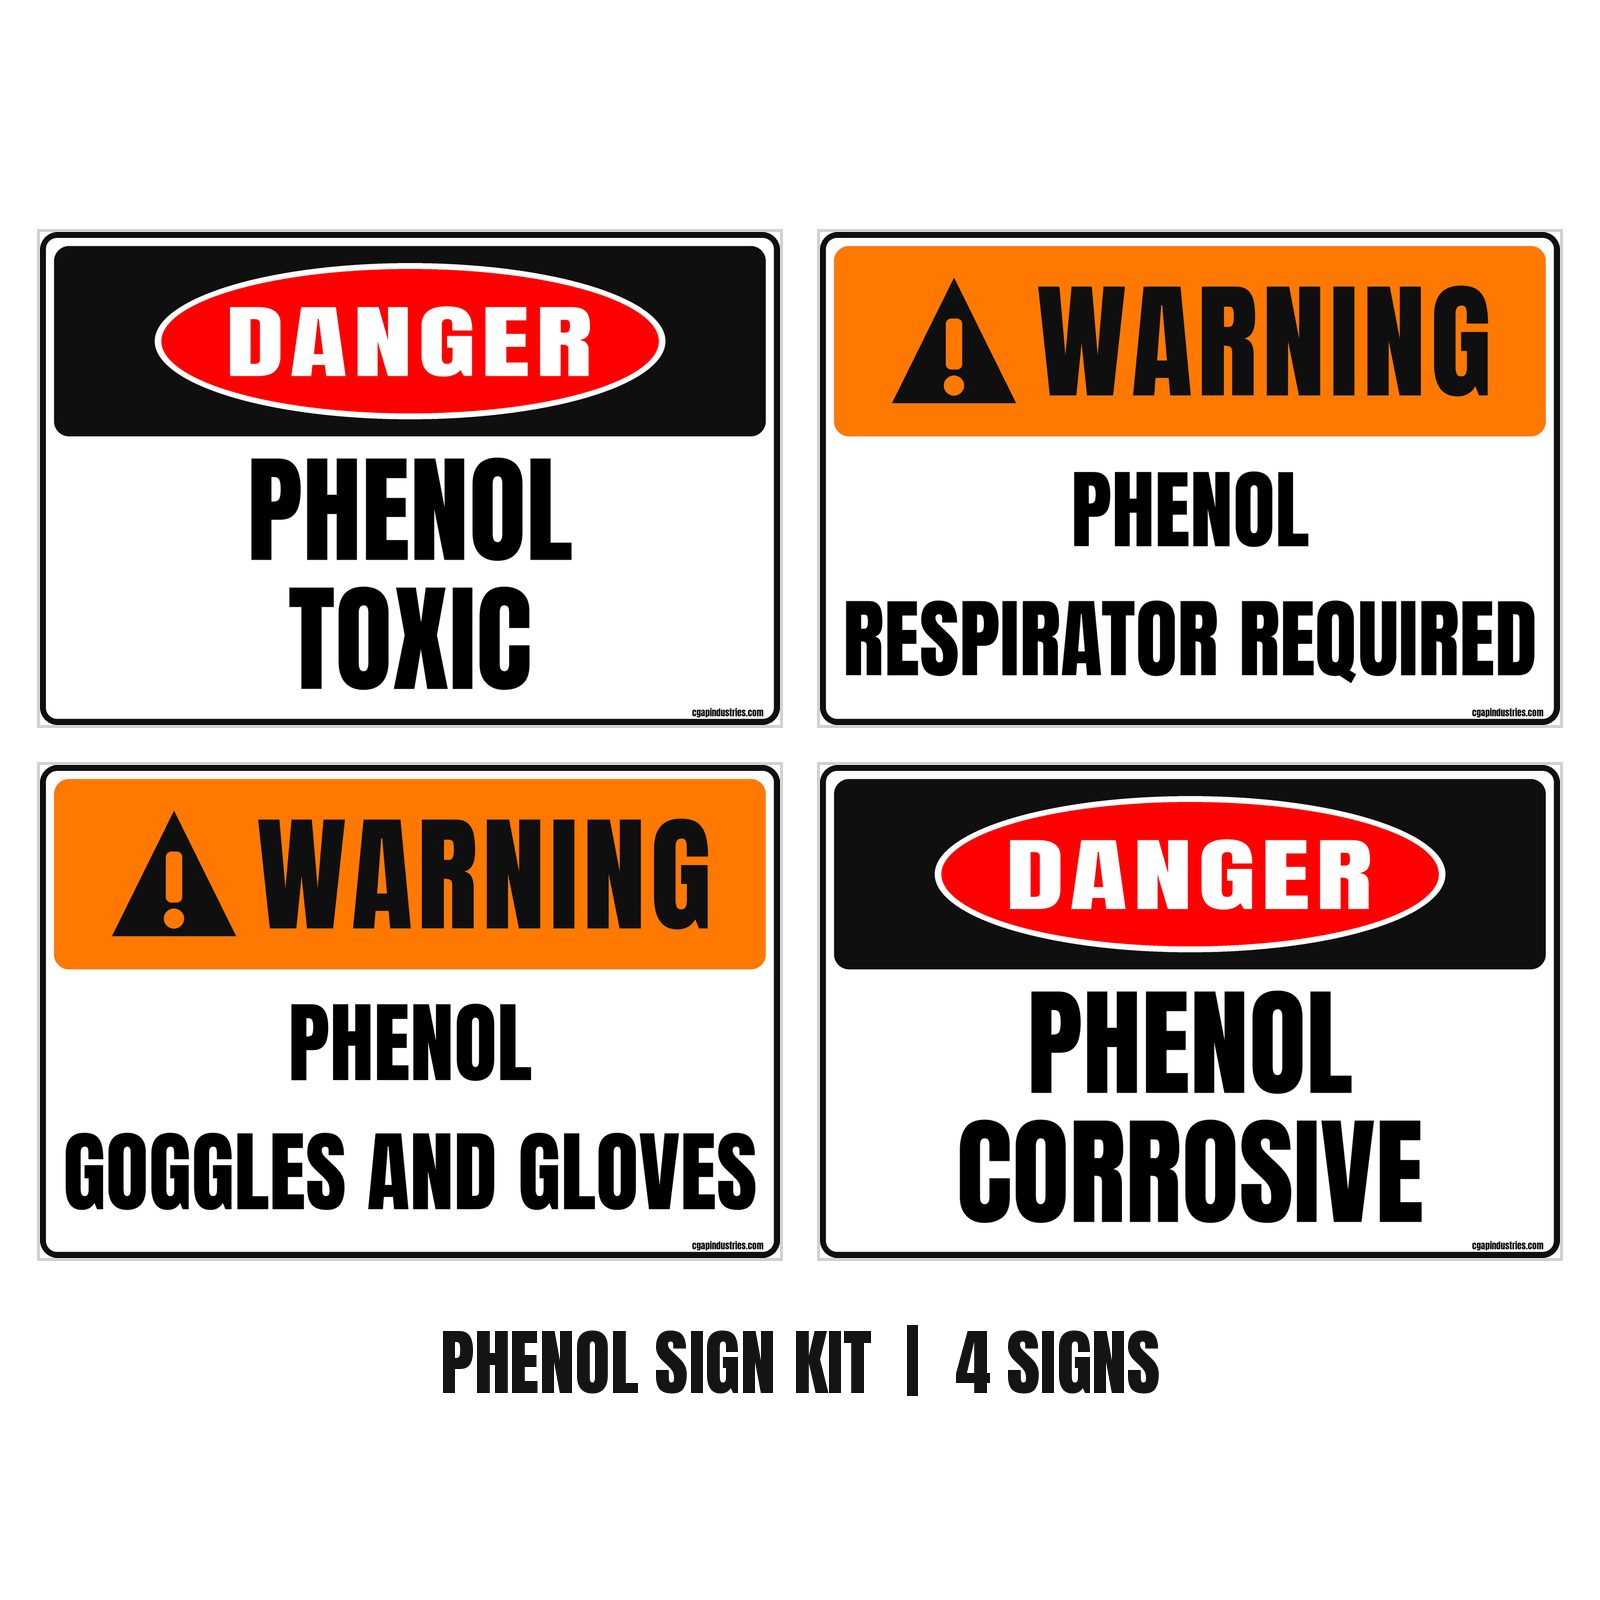 DANGER
PHENOL
TOXIC
cgapindustries.com
WARNING
PHENOL
RESPIRATOR REQUIRED
cgapindustries.com
WARNING
PHENOL
GOGGLES AND GLOVES
cgapindustries.com
DANGER
PHENOL
CORROSIVE
cgapindustries.com
PHENOL SIGN KIT | 4 SIGNS